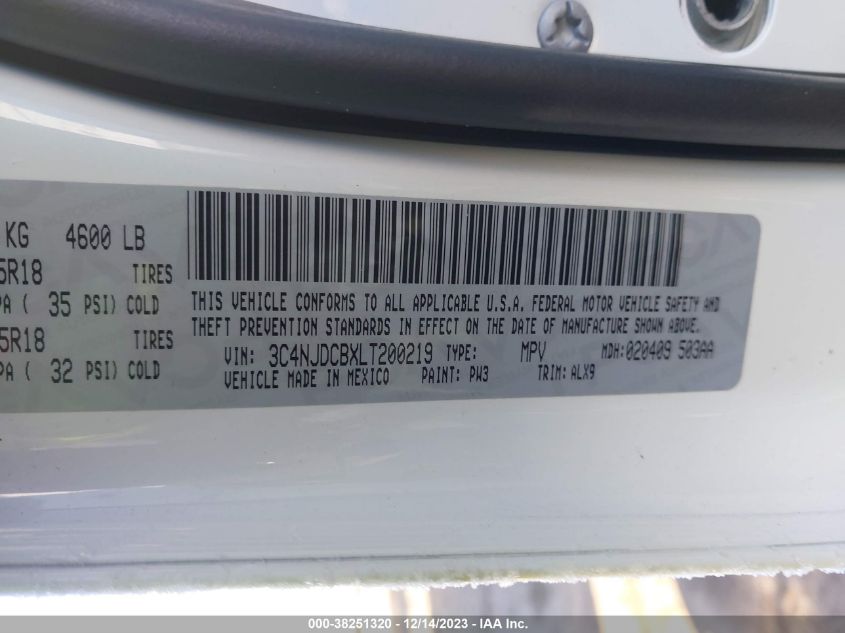 KG 4600 LB
5R18 TIRES
PA ( 35 PSI) COLD
5R18 TIRES
PA ( 32 PSI) COLD
THIS VEHICLE CONFORMS TO ALL APPLICABLE U.S.A. FEDERAL MOTOR VEHICLE SAFETY AND
THEFT PREVENTION STANDARDS IN EFFECT ON THE DATE OF MANUFACTURE SHOWN ABOVE.
VIN: 3C4NJDCBXLT200219 TYPE: MPV MDH:020409 503AA
VEHICLE MADE IN MEXICO PAINT: PW3 TRIM: ALX9
000-38251320 - 12/14/2023 - IAA Inc.